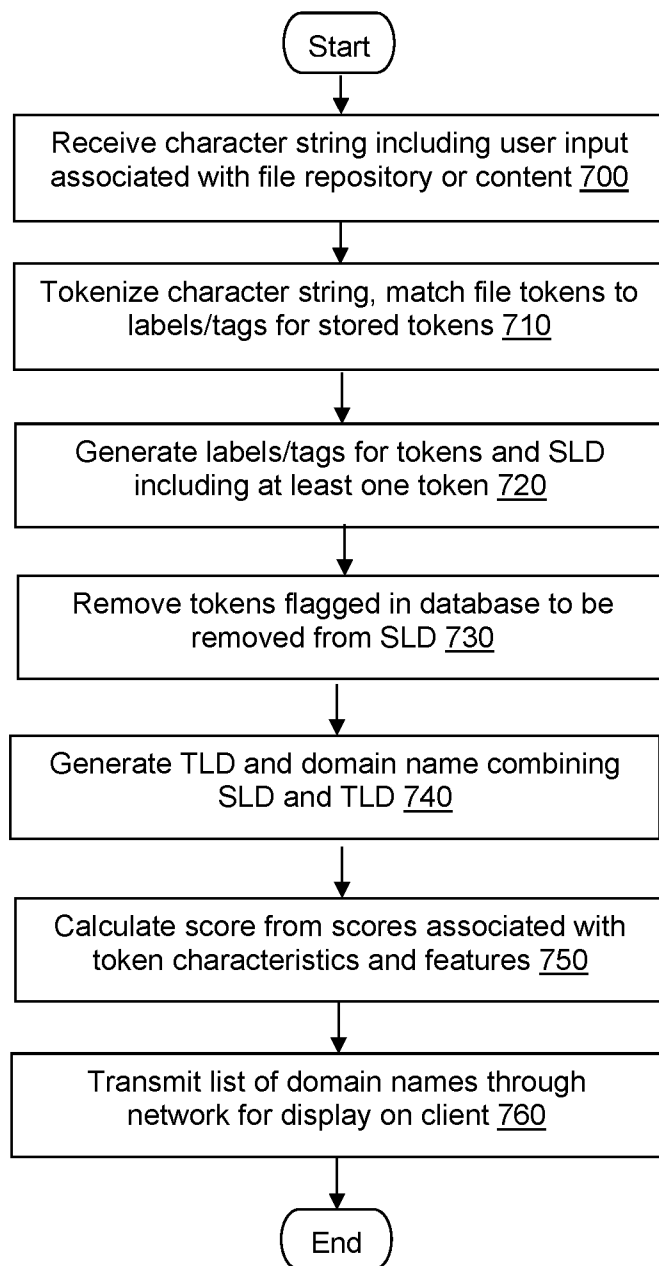 Start
Receive character string including user input
associated with file repository or content 700
Tokenize character string, match file tokens to
labels/tags for stored tokens 710
Generate labels/tags for tokens and SLD
including at least one token 720
Remove tokens flagged in database to be
removed from SLD 730
Generate TLD and domain name combining
SLD and TLD 740
Calculate score from scores associated with
token characteristics and features 750
Transmit list of domain names through
network for display on client 760
End